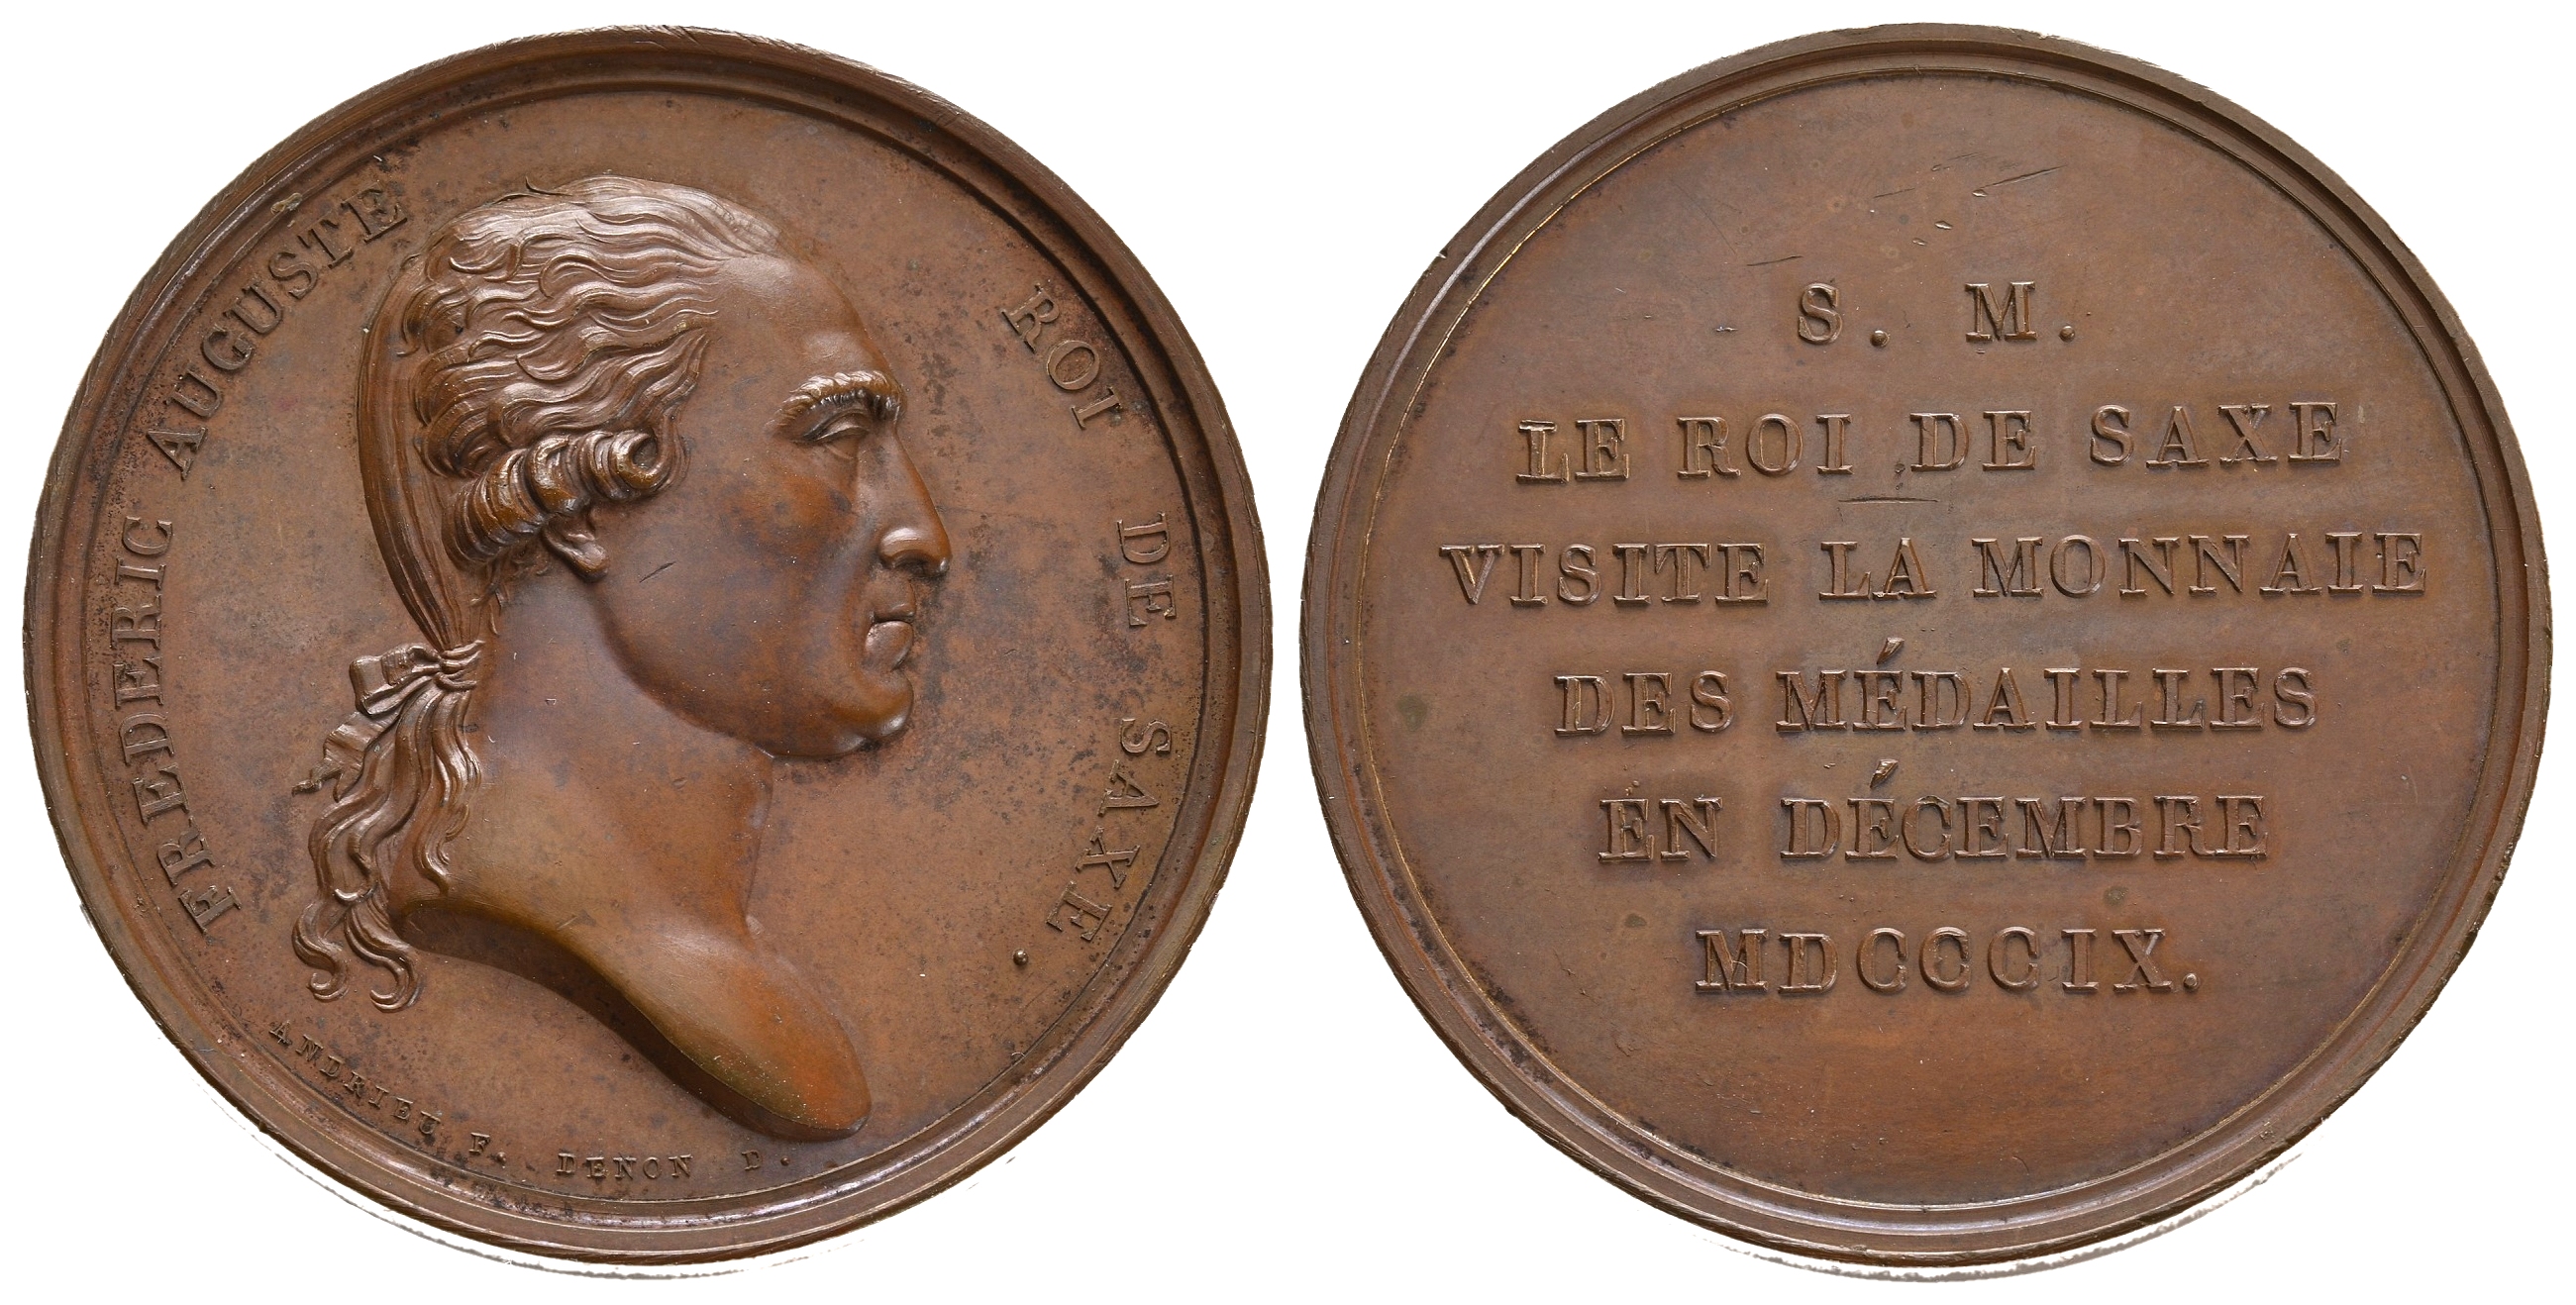 FREDERIC AUGUSTE ROI DE SAXE.
ANDRIEU F. DENON D.
S. M.
LE ROI DE SAXE
VISITE LA MONNAIE
DES MÉDAILLES
EN DÉCEMBRE
MDCCCIX.